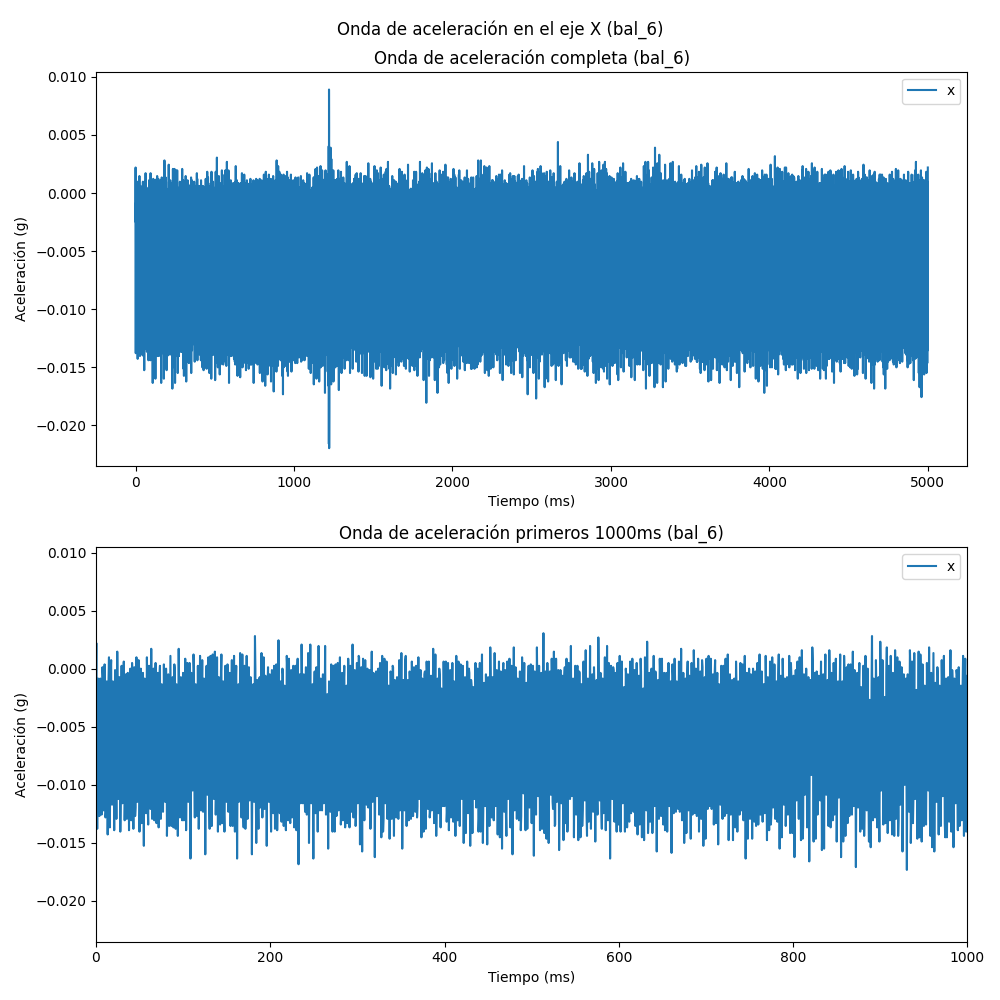 Onda de aceleración en el eje X (bal_6)
Onda de aceleración completa (bal_6)
0.010
0.005
0.000
−0.005
−0.010
−0.015
−0.020
Aceleración (g)
x
0 1000 2000 3000 4000 5000
Tiempo (ms)
Onda de aceleración primeros 1000ms (bal_6)
0.010
0.005
0.000
−0.005
−0.010
−0.015
−0.020
Aceleración (g)
x
0 200 400 600 800 1000
Tiempo (ms)